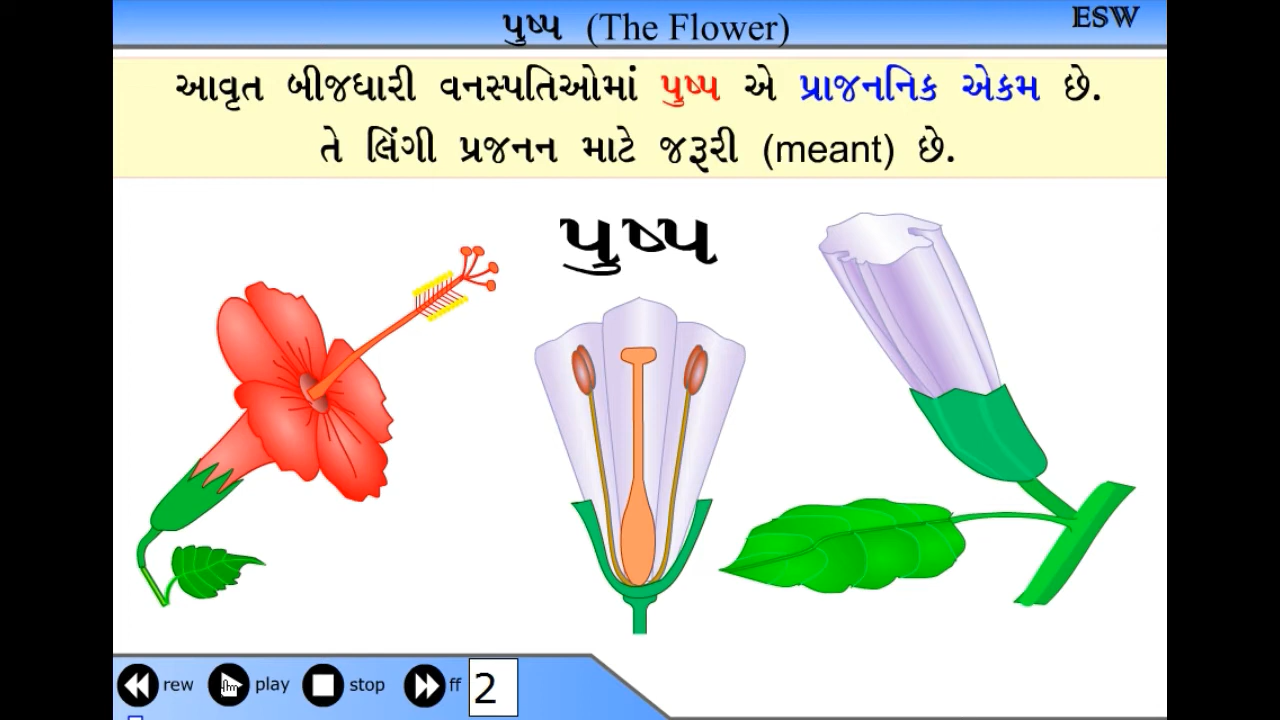 પુષ્પ (The Flower)
ESW
આવૃત બીજધારી વનસ્પતિઓમાં પુષ્પ એ પ્રાજનનિક એકમ છે.
તે લિંગી પ્રજનન માટે જરૂરી (meant) છે.
પુષ્પ
rew play stop ff 2